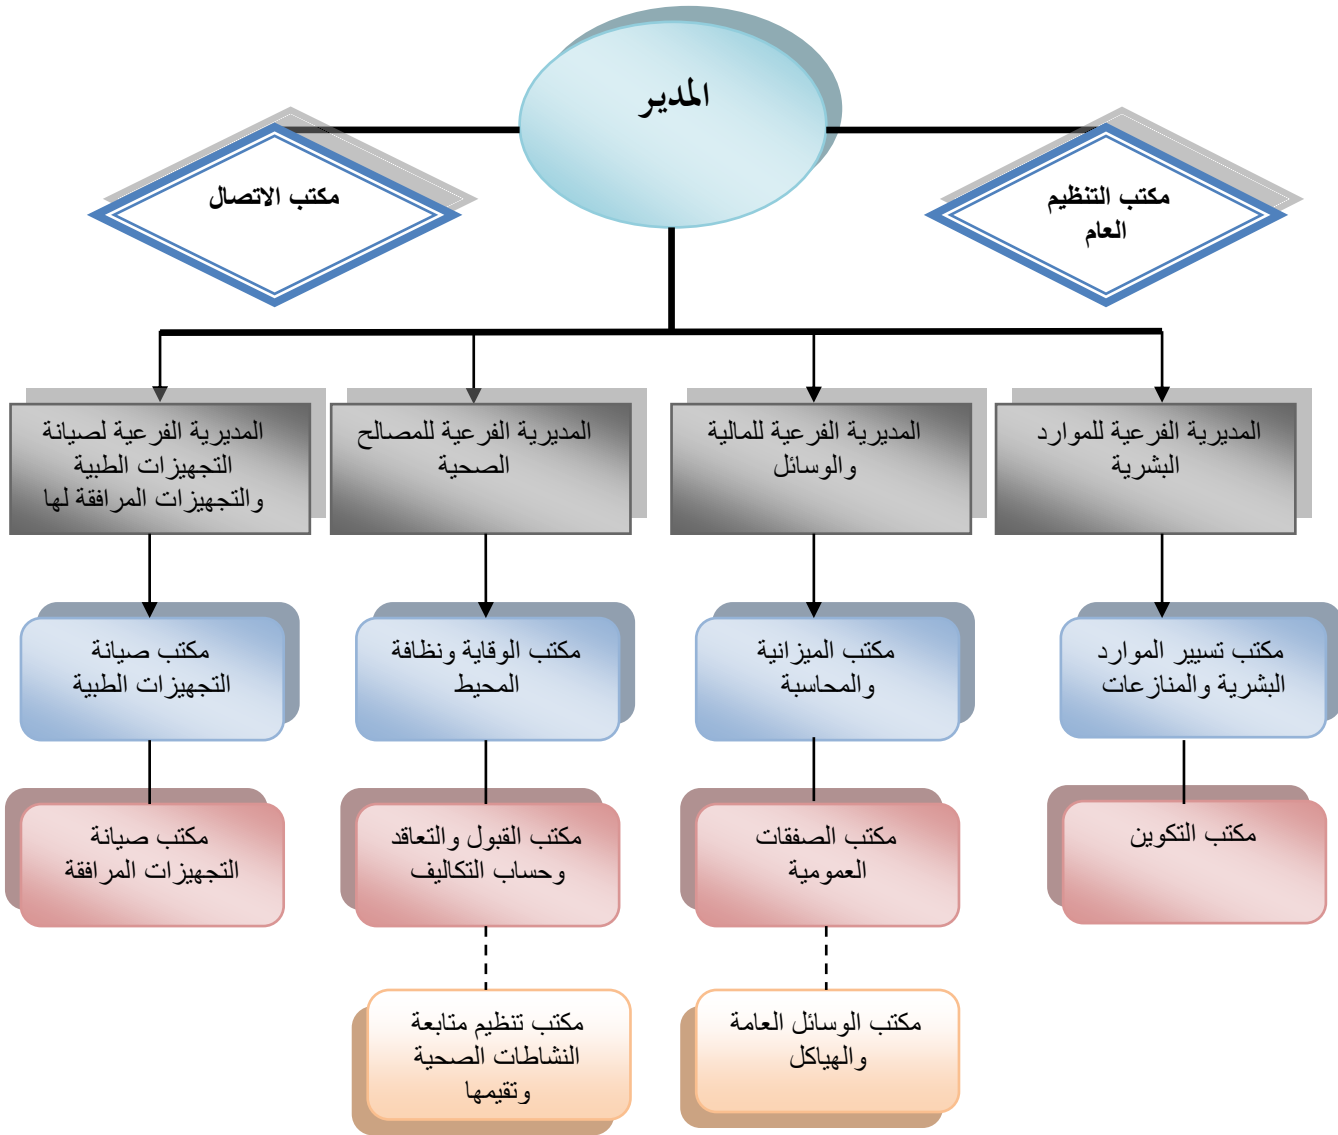 المدير
مكتب التنظيم
العام
مكتب الاتصال
المديرية الفرعية للموارد
البشرية
المديرية الفرعية للمالية
والوسائل
المديرية الفرعية للمصالح
الصحية
المديرية الفرعية لصيانة
التجهيزات الطبية
والتجهيزات المرافقة لها
مكتب تسيير الموارد
البشرية والمنازعات
مكتب الميزانية
والمحاسبة
مكتب الوقاية ونظافة
المحيط
مكتب صيانة
التجهيزات الطبية
مكتب التكوين
مكتب الصفقات
العمومية
مكتب القبول والتعاقد
وحساب التكاليف
مكتب صيانة
التجهيزات المرافقة
مكتب الوسائل العامة
والهياكل
مكتب تنظيم متابعة
النشاطات الصحية
وتقيمها